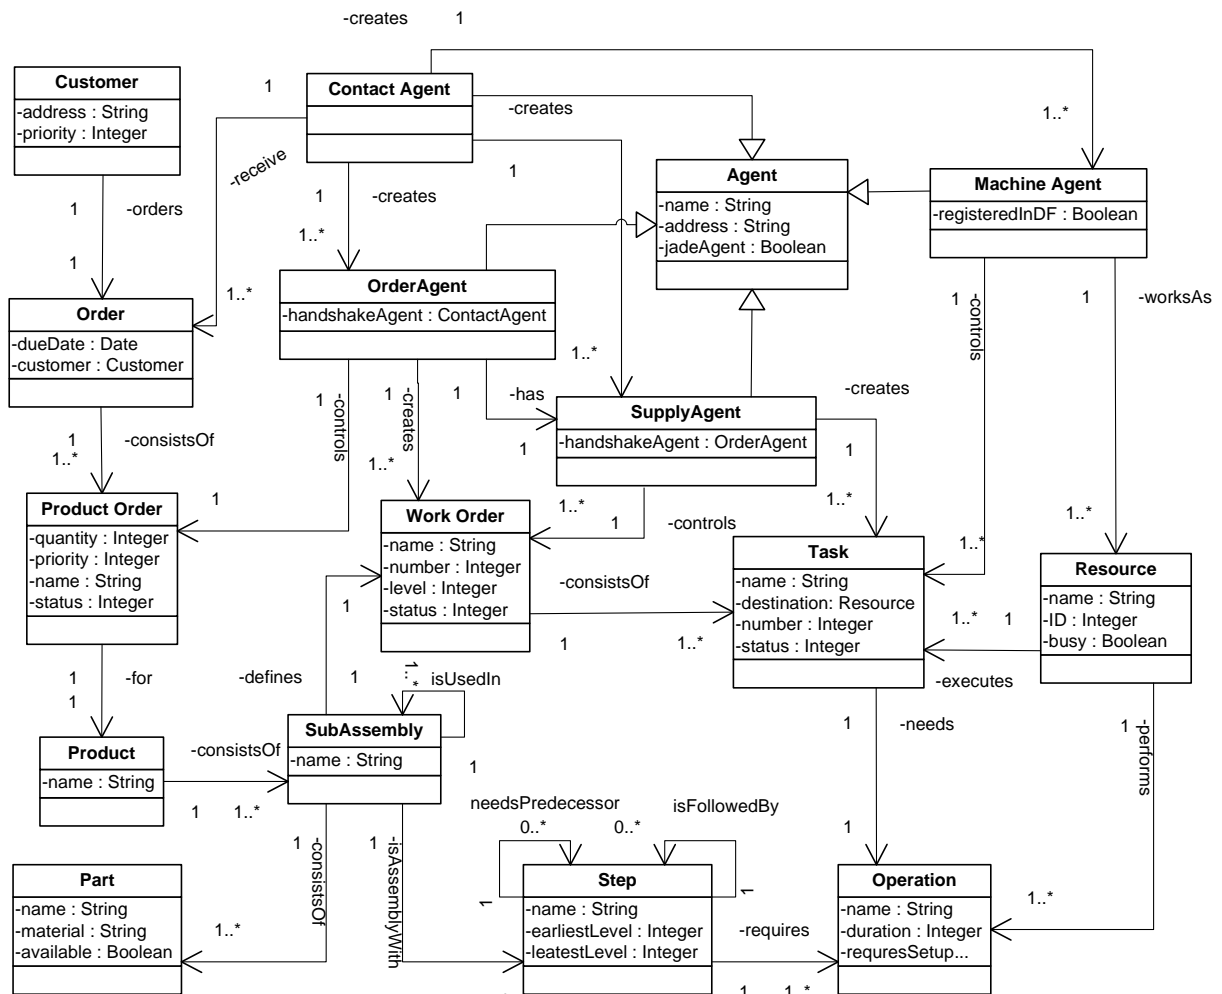 -creates
1
Customer
-address : String
-priority : Integer
1
Contact Agent
-creates
1..*
-receive
1
-creates
1..*
1
Agent
-name : String
-address : String
-jadeAgent : Boolean
Machine Agent
-registeredInDF : Boolean
1
-orders
1
1..*
Order
-dueDate : Date
-customer : Customer
OrderAgent
-handshakeAgent : ContactAgent
1..*
1
-controls
1
-worksAs
1
-controls
1
-creates
1
-has
1
-creates
SupplyAgent
-handshakeAgent : OrderAgent
1
-consistsOf
1..*
1..*
1
1..*
1
-controls
1..*
1..*
1..*
Product Order
-quantity : Integer
-priority : Integer
-name : String
-status : Integer
1
Work Order
-name : String
-number : Integer
-level : Integer
-status : Integer
-consistsOf
1
1..*
Task
-name : String
-destination: Resource
-number : Integer
-status : Integer
Resource
-name : String
-ID : Integer
-busy : Boolean
1..*
1
-executes
1
-for
1
-defines
1
1
1..*
isUsedIn
1
SubAssembly
-name : String
Product
-name : String
-consistsOf
1
1..*
1
-needs
1
1
-performs
1..*
needsPredecessor
0..*
1
isFollowedBy
0..*
1
1
-consistsOf
1..*
1
-isAssemblyWith
Part
-name : String
-material : String
-available : Boolean
Step
-name : String
-earliestLevel : Integer
-leatestLevel : Integer
-requires
1
1..*
Operation
-name : String
-duration : Integer
-requresSetup...